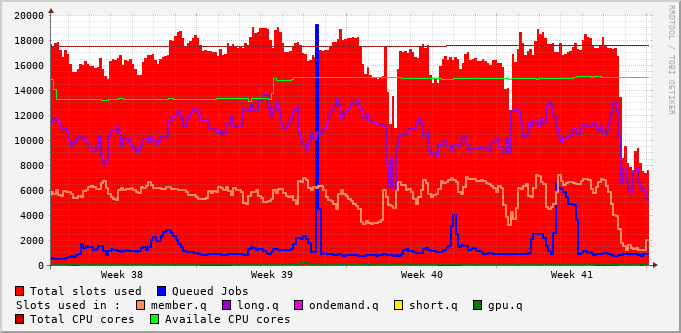 20000
18000
16000
14000
12000
10000
8000
6000
4000
2000
0
Week 38 Week 39 Week 40 Week 41
Total slots used Queued Jobs
Slots used in : member.q long.q ondemand.q short.q gpu.q
Total CPU cores Availale CPU cores
RRDTOOL / TOBI OETIKER